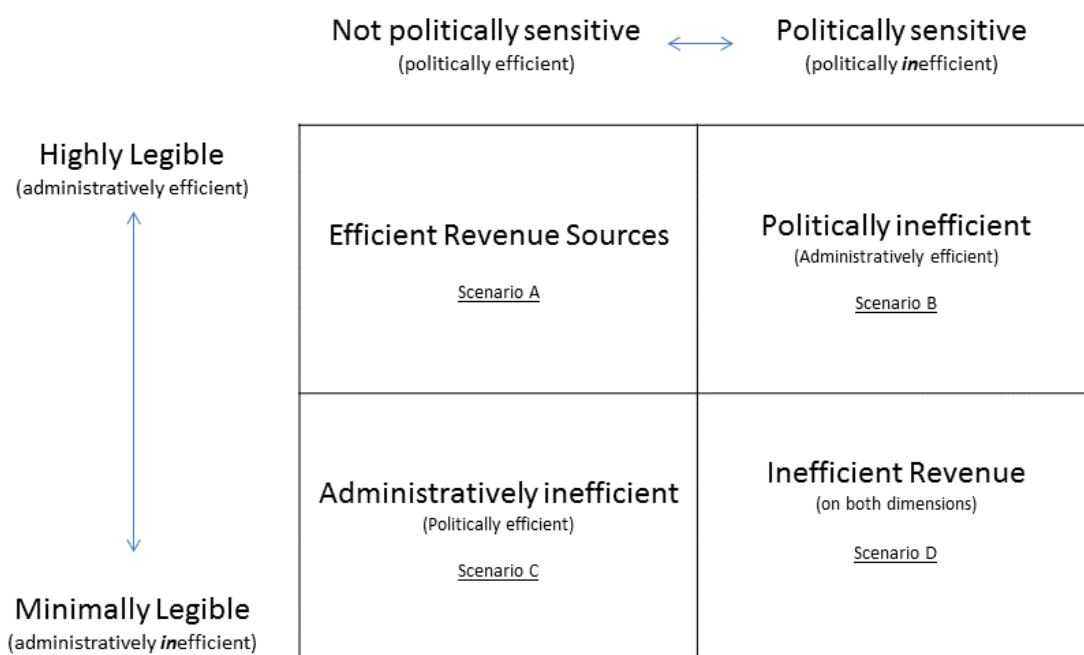 Not politically sensitive
Politically sensitive
(politically efficient)
(politically inefficient)
Highly Legible
(administratively efficient)
Efficient Revenue Sources
Scenario A
Politically inefficient
(Administratively efficient)
Scenario B
Administratively inefficient
(Politically efficient)
Scenario C
Inefficient Revenue
(on both dimensions)
Scenario D
Minimally Legible
(administratively inefficient)